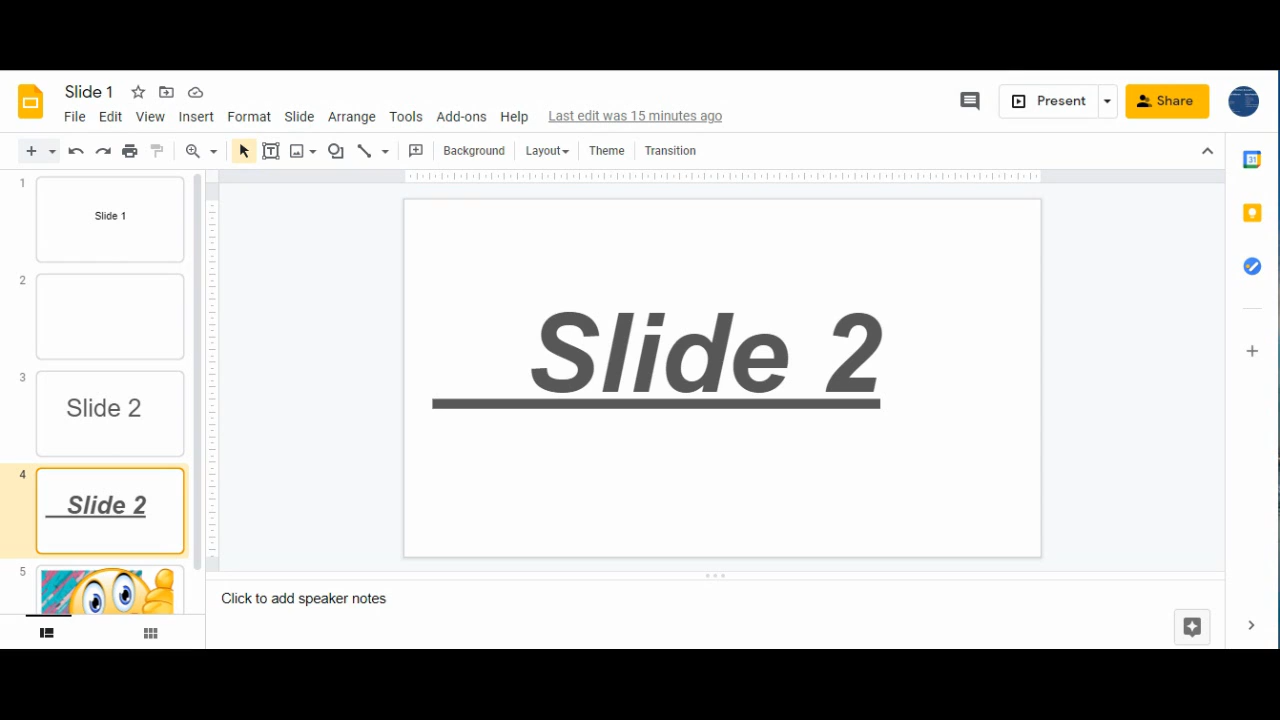 Slide 1
File Edit View Insert Format Slide Arrange Tools Add-ons Help Last edit was 15 minutes ago
Present
Share
Background Layout Theme Transition
31
1
Slide 1
2
3
Slide 2
4
Slide 2
5
Slide 2
Click to add speaker notes